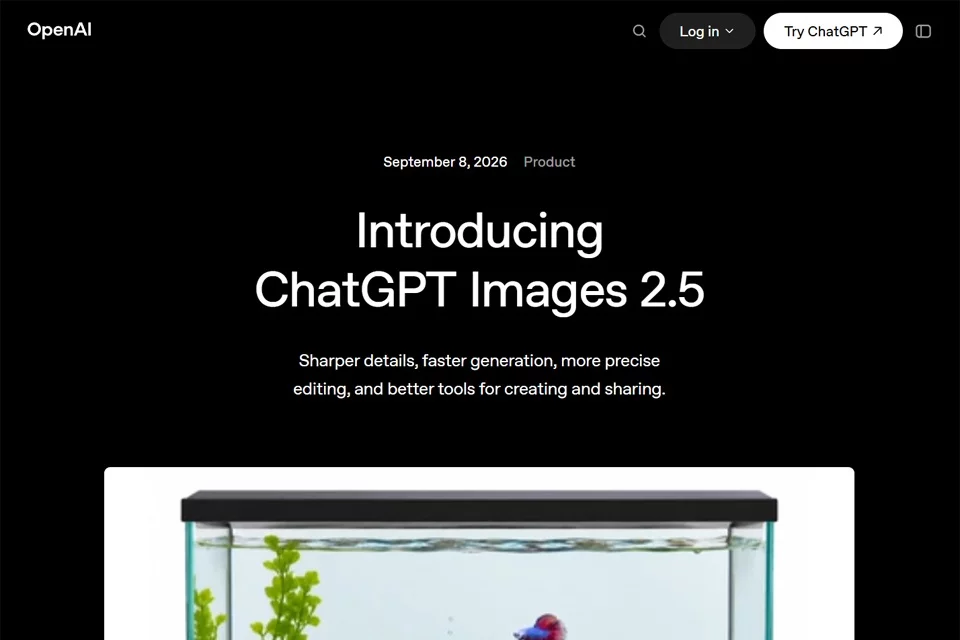 OpenAI
Log in
Try ChatGPT ↗
September 8, 2026 Product
Introducing
ChatGPT Images 2.5
Sharper details, faster generation, more precise
editing, and better tools for creating and sharing.